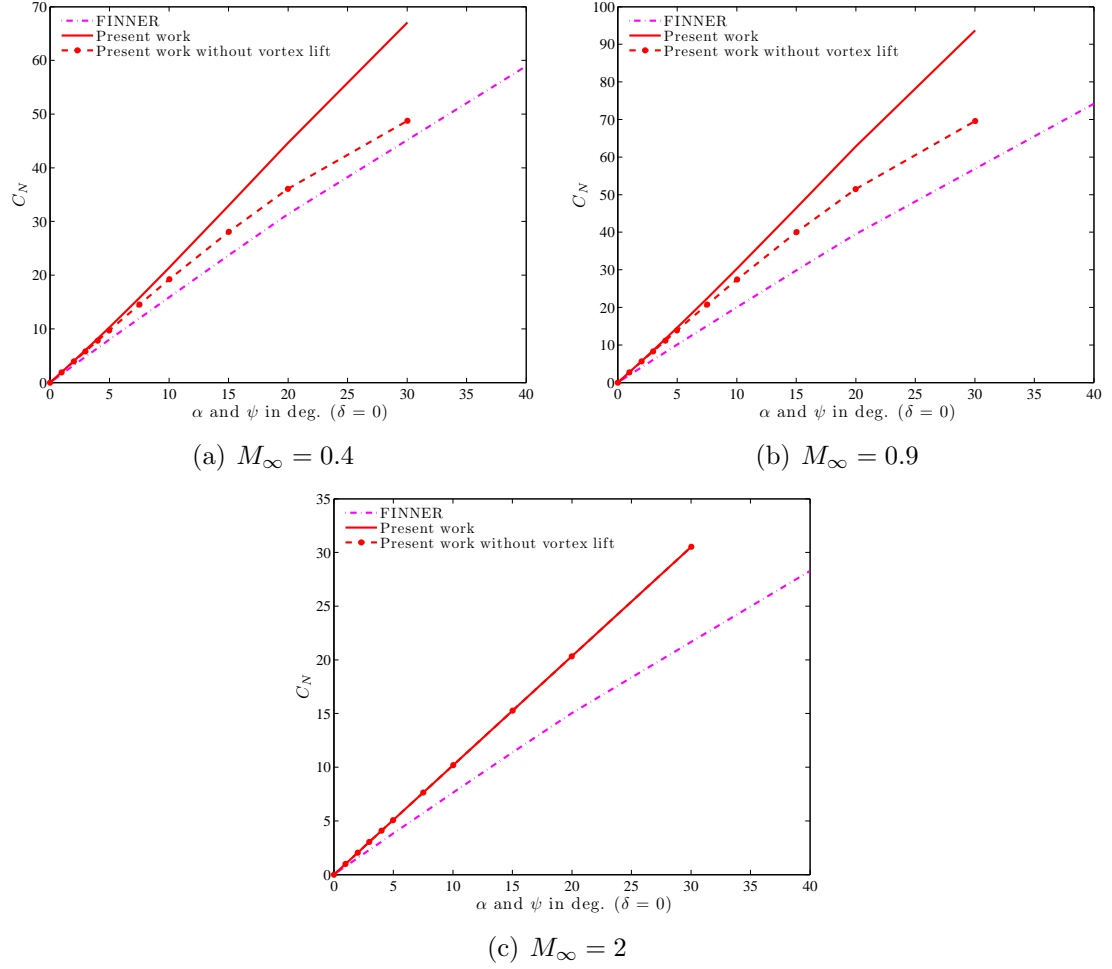 FINNER
Present work
Present work without vortex lift
70
60
50
40
30
20
10
0
C_N
0 5 10 15 20 25 30 35 40
α and ψ in deg. (δ = 0)
(a) M∞ = 0.4
FINNER
Present work
Present work without vortex lift
100
90
80
70
60
50
40
30
20
10
0
C_N
0 5 10 15 20 25 30 35 40
α and ψ in deg. (δ = 0)
(b) M∞ = 0.9
FINNER
Present work
Present work without vortex lift
35
30
25
20
15
10
5
0
C_N
0 5 10 15 20 25 30 35 40
α and ψ in deg. (δ = 0)
(c) M∞ = 2